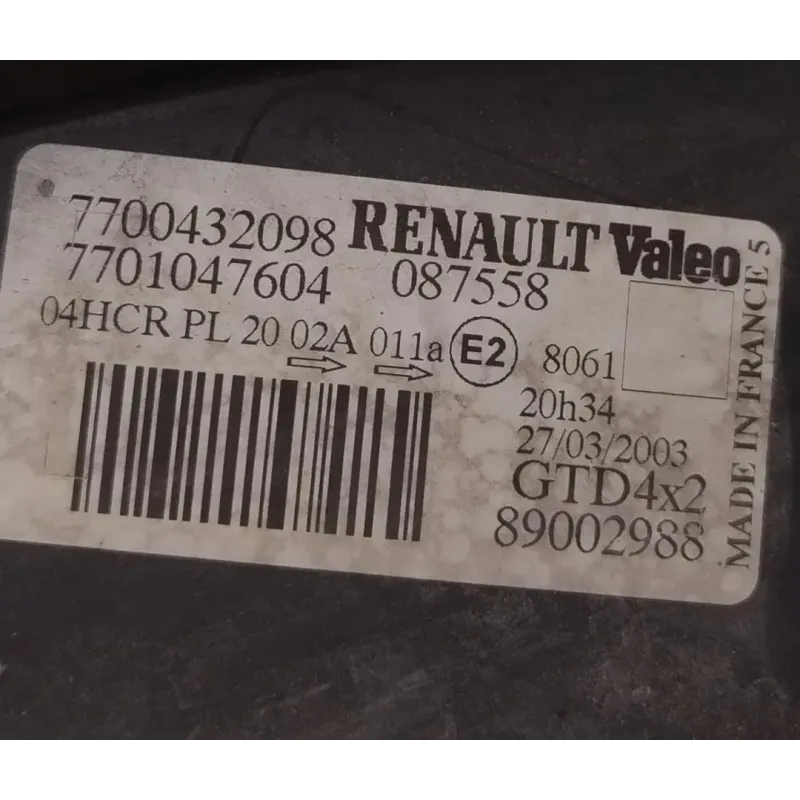 7700432098 RENAULT Valeo
7701047604 087558
04HCR PL 20 02A 011a E2 8061
20h34
27/03/2003
GTD4x2
89002988
MADE IN FRANCE 5